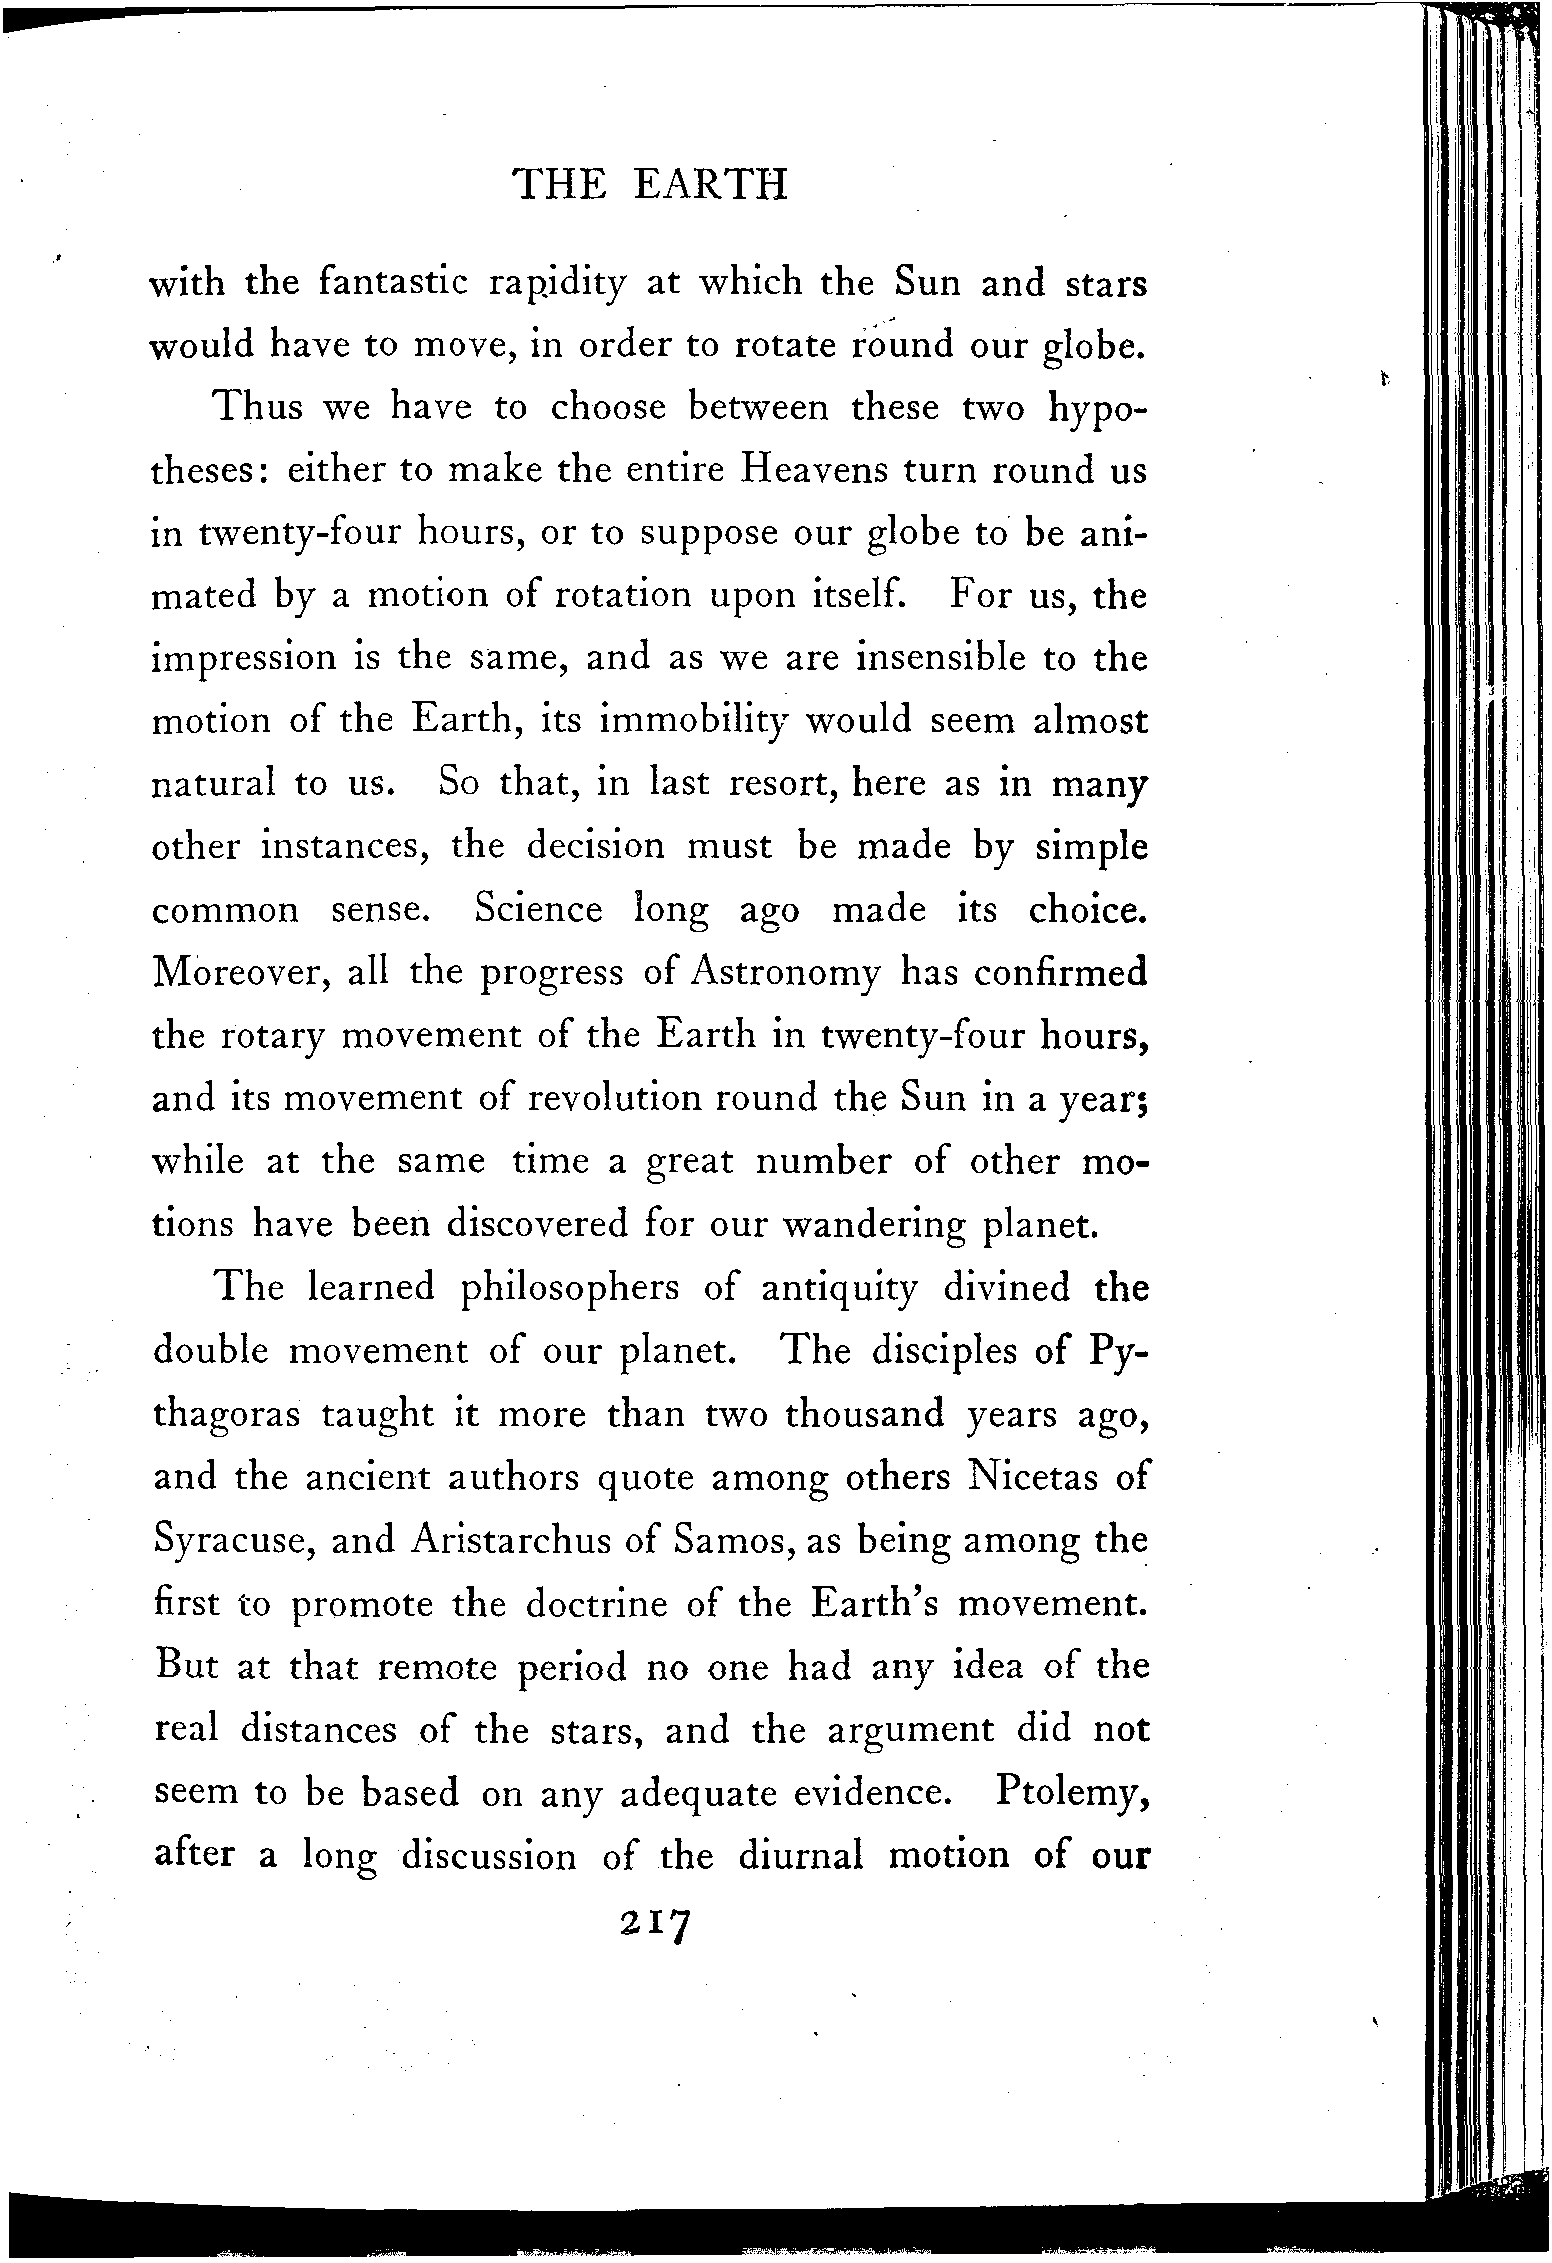 THE EARTH
with the fantastic rapidity at which the Sun and stars
would have to move, in order to rotate round our globe.
Thus we have to choose between these two hypo-
theses: either to make the entire Heavens turn round us
in twenty-four hours, or to suppose our globe to be ani-
mated by a motion of rotation upon itself. For us, the
impression is the same, and as we are insensible to the
motion of the Earth, its immobility would seem almost
natural to us. So that, in last resort, here as in many
other instances, the decision must be made by simple
common sense. Science long ago made its choice.
Moreover, all the progress of Astronomy has confirmed
the rotary movement of the Earth in twenty-four hours,
and its movement of revolution round the Sun in a year;
while at the same time a great number of other mo-
tions have been discovered for our wandering planet.
The learned philosophers of antiquity divined the
double movement of our planet. The disciples of Py-
thagoras taught it more than two thousand years ago,
and the ancient authors quote among others Nicetas of
Syracuse, and Aristarchus of Samos, as being among the
first to promote the doctrine of the Earth's movement.
But at that remote period no one had any idea of the
real distances of the stars, and the argument did not
seem to be based on any adequate evidence. Ptolemy,
after a long discussion of the diurnal motion of our
217